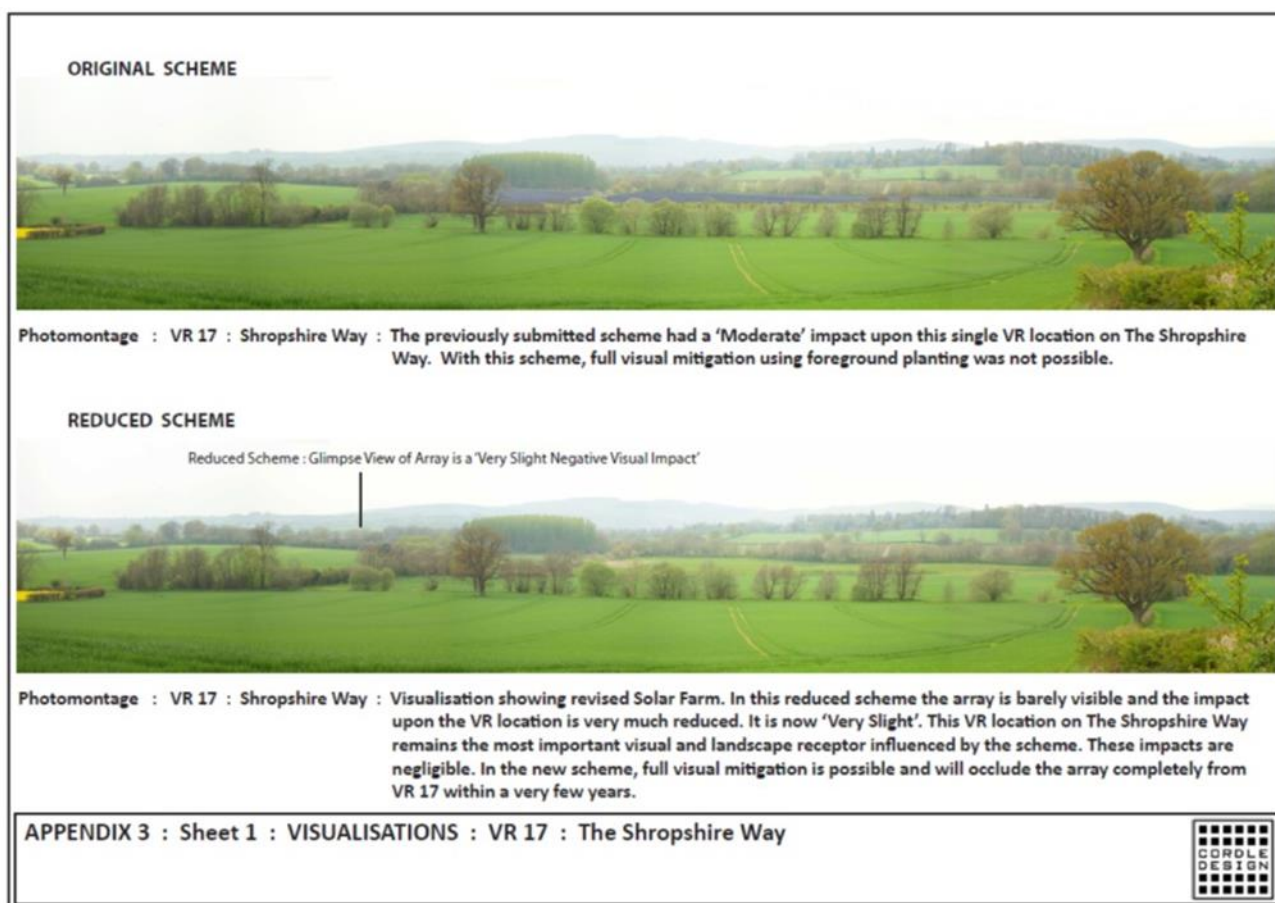 ORIGINAL SCHEME
Photomontage : VR 17 : Shropshire Way : The previously submitted scheme had a ‘Moderate’ impact upon this single VR location on The Shropshire
Way. With this scheme, full visual mitigation using foreground planting was not possible.
REDUCED SCHEME
Reduced Scheme : Glimpse View of Array is a ‘Very Slight Negative Visual Impact’
Photomontage : VR 17 : Shropshire Way : Visualisation showing revised Solar Farm. In this reduced scheme the array is barely visible and the impact
upon the VR location is very much reduced. It is now ‘Very Slight’. This VR location on The Shropshire Way
remains the most important visual and landscape receptor influenced by the scheme. These impacts are
negligible. In the new scheme, full visual mitigation is possible and will occlude the array completely from
VR 17 within a very few years.
APPENDIX 3 : Sheet 1 : VISUALISATIONS : VR 17 : The Shropshire Way
CORDLE
DESIGN